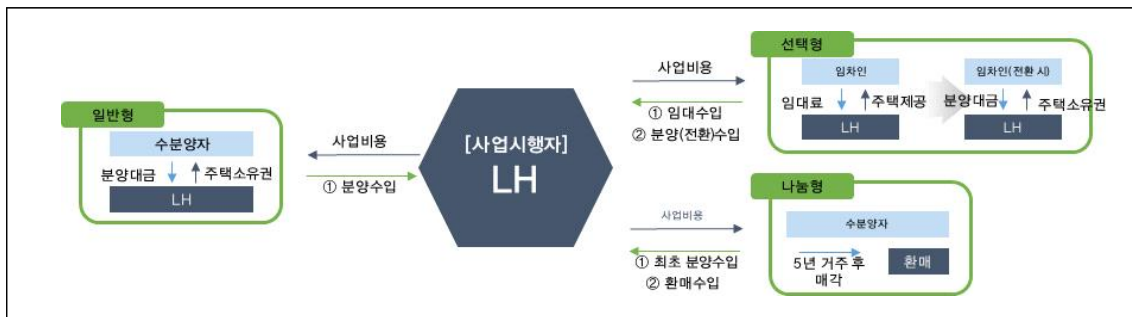 일반형
수분양자
분양대금
주택소유권
LH
사업비용
① 분양수입
[사업시행자]
LH
사업비용
① 임대수입
② 분양(전환)수입
선택형
임차인
임대료
주택제공
LH
임차인(전환 시)
분양대금
주택소유권
LH
사업비용
① 최초 분양수입
② 환매수입
나눔형
수분양자
5년 거주 후
매각
환매